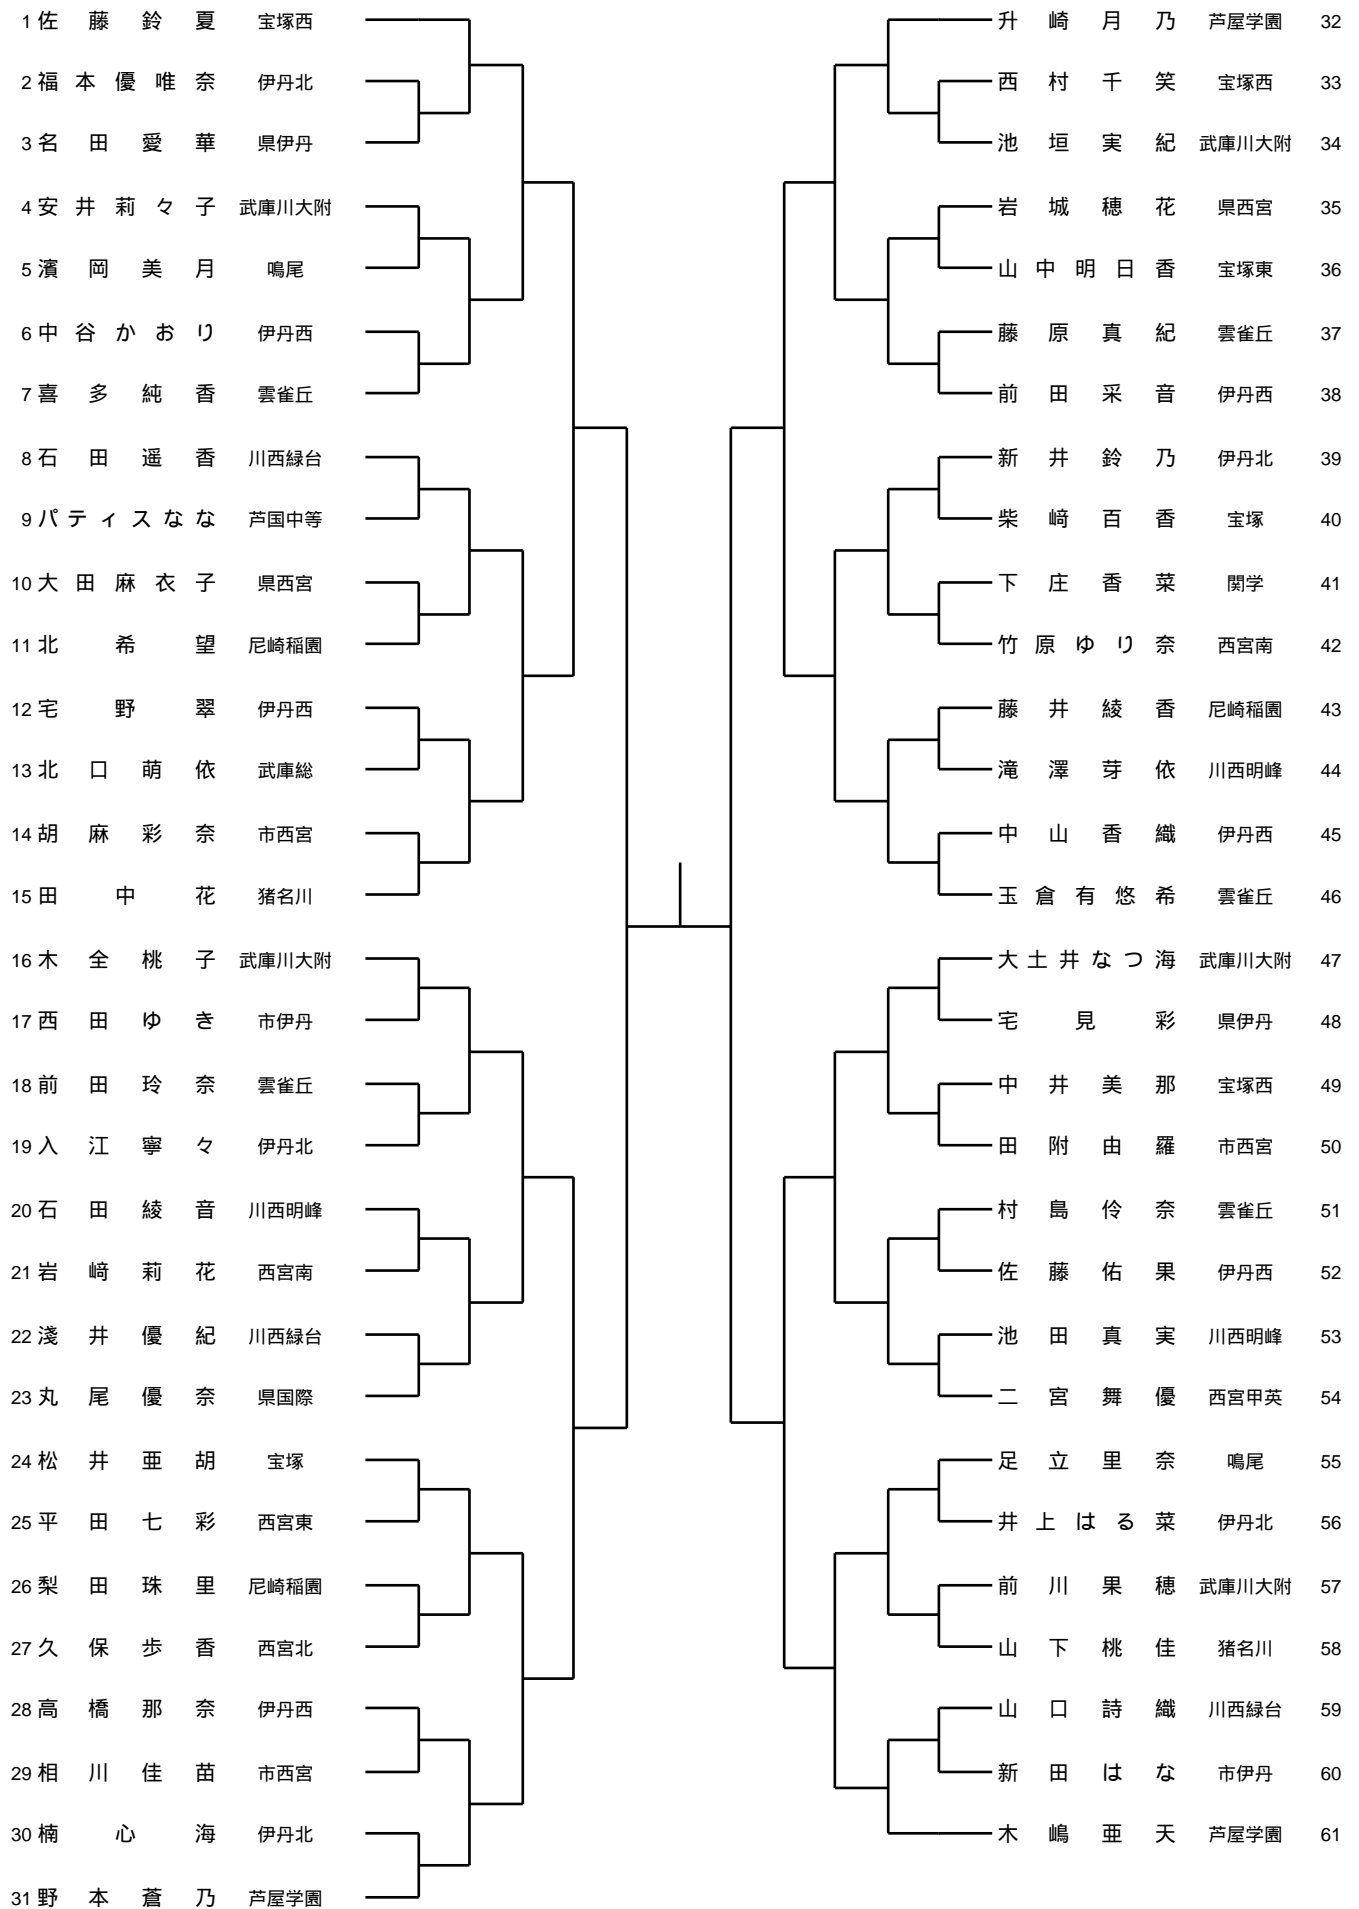 1 佐藤鈴夏 宝塚西
2 福本優唯奈 伊丹北
3 名田愛華 県伊丹
4 安井莉々子 武庫川大附
5 濱岡美月 鳴尾
6 中谷かおり 伊丹西
7 喜多純香 雲雀丘
8 石田遥香 川西緑台
9 パティスなな 芦国中等
10 大田麻衣子 県西宮
11 北希望 尼崎稲園
12 宅野翠 伊丹西
13 北口萌依 武庫総
14 胡麻彩奈 市西宮
15 田中花 猪名川
16 木全桃子 武庫川大附
17 西田ゆき 市伊丹
18 前田玲奈 雲雀丘
19 入江寧々 伊丹北
20 石田綾音 川西明峰
21 岩﨑莉花 西宮南
22 淺井優紀 川西緑台
23 丸尾優奈 県国際
24 松井亜胡 宝塚
25 平田七彩 西宮東
26 梨田珠里 尼崎稲園
27 久保歩香 西宮北
28 高橋那奈 伊丹西
29 相川佳苗 市西宮
30 楠心海 伊丹北
31 野本蒼乃 芦屋学園
升崎月乃 芦屋学園 32
西村千笑 宝塚西 33
池垣実紀 武庫川大附 34
岩城穂花 県西宮 35
山中明日香 宝塚東 36
藤原真紀 雲雀丘 37
前田采音 伊丹西 38
新井鈴乃 伊丹北 39
柴﨑百香 宝塚 40
下庄香菜 関学 41
竹原ゆり奈 西宮南 42
藤井綾香 尼崎稲園 43
滝澤芽依 川西明峰 44
中山香織 伊丹西 45
玉倉有悠希 雲雀丘 46
大土井なつ海 武庫川大附 47
宅見彩 県伊丹 48
中井美那 宝塚西 49
田附由羅 市西宮 50
村島伶奈 雲雀丘 51
佐藤佑果 伊丹西 52
池田真実 川西明峰 53
二宮舞優 西宮甲英 54
足立里奈 鳴尾 55
井上はる菜 伊丹北 56
前川果穂 武庫川大附 57
山下桃佳 猪名川 58
山口詩織 川西緑台 59
新田はな 市伊丹 60
木嶋亜天 芦屋学園 61